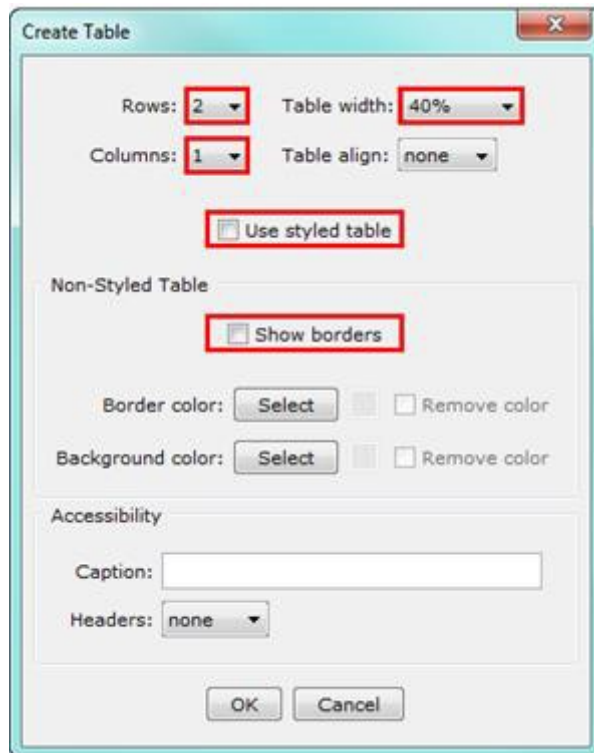 Create Table
Rows: 2 Table width: 40%
Columns: 1 Table align: none
Use styled table
Non-Styled Table
Show borders
Border color: Select Remove color
Background color: Select Remove color
Accessibility
Caption:
Headers: none
OK Cancel